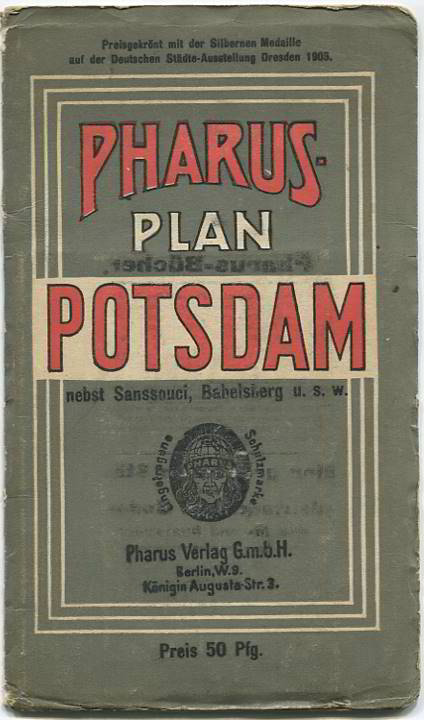 Preisgekrönt mit der Silbernen Medaille
auf der Deutschen Städte-Ausstellung Dresden 1903.
PHARUS-
PLAN
POTSDAM
nebst Sanssouci, Babelsberg u. s. w.
Eingetragene Schutzmarke
PHARUS
Pharus Verlag G.m.b.H.
Berlin, W. 9.
Königin Augusta-Str. 3.
Preis 50 Pfg.